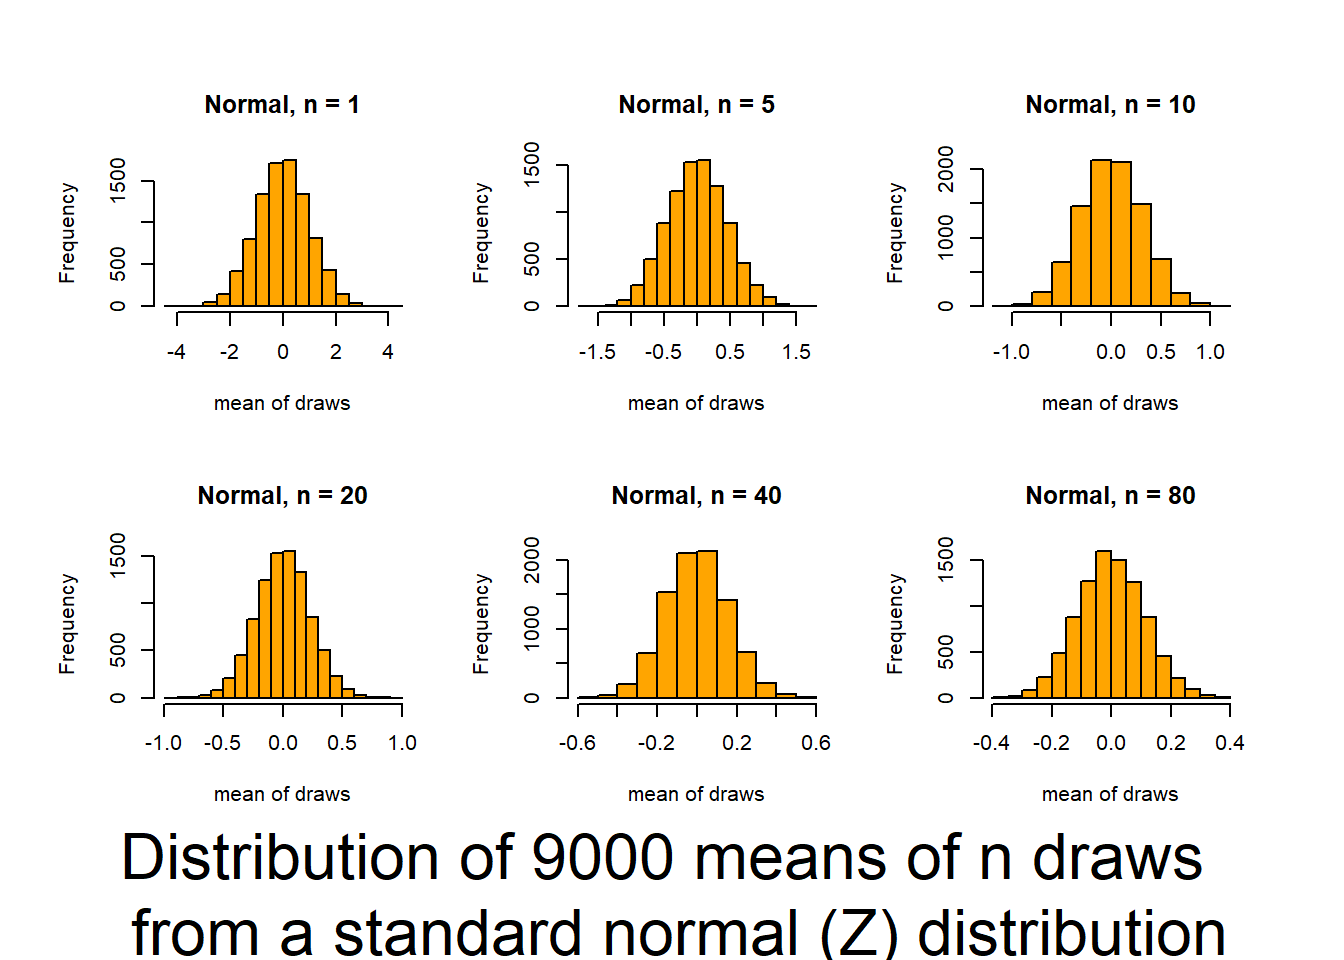 Normal, n = 1
Frequency
1500
500
0
-4 -2 0 2 4
mean of draws
Normal, n = 5
Frequency
1500
500
0
-1.5 -0.5 0.5 1.5
mean of draws
Normal, n = 10
Frequency
2000
1000
0
-1.0 0.0 0.5 1.0
mean of draws
Normal, n = 20
Frequency
1500
500
0
-1.0 -0.5 0.0 0.5 1.0
mean of draws
Normal, n = 40
Frequency
2000
1000
0
-0.6 -0.2 0.2 0.6
mean of draws
Normal, n = 80
Frequency
1500
500
0
-0.4 -0.2 0.0 0.2 0.4
mean of draws
Distribution of 9000 means of n draws
from a standard normal (Z) distribution